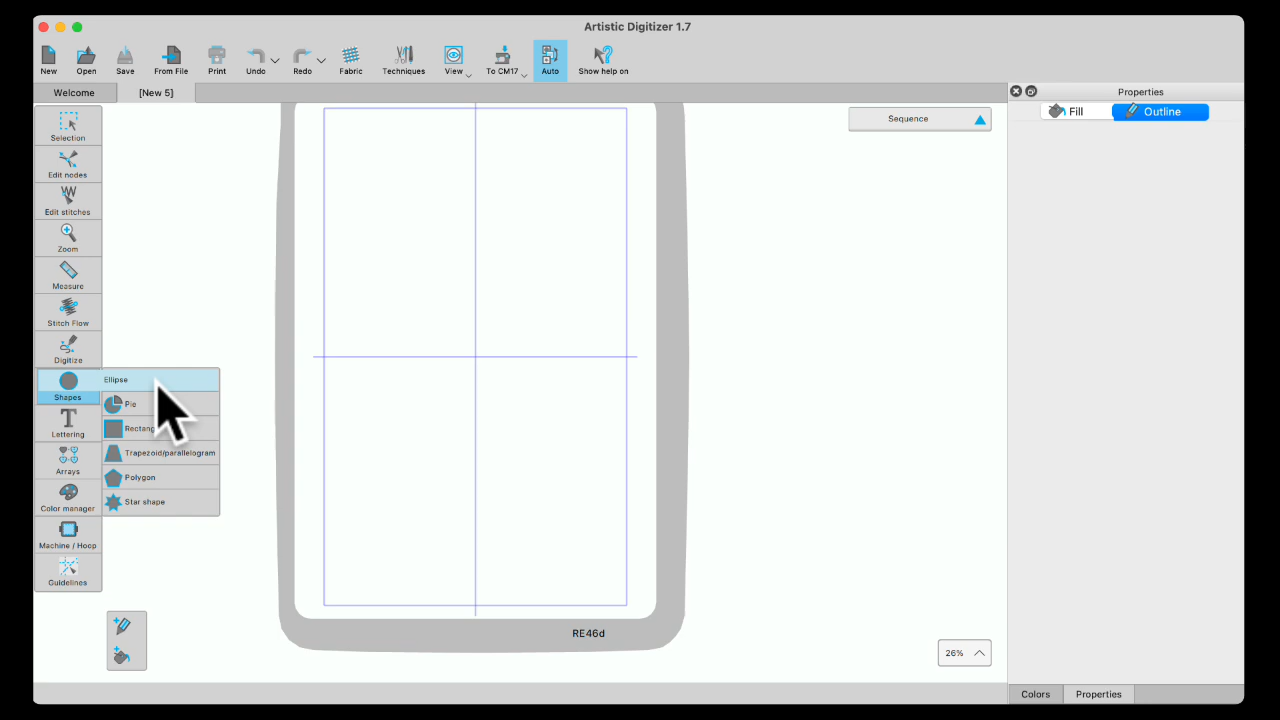 Artistic Digitizer 1.7
New Open Save From File Print Undo Redo Fabric Techniques View To CM17 Auto Show help on
Welcome [New 5]
Properties
Fill Outline
Sequence
Selection
Edit nodes
Edit stitches
Zoom
Measure
Stitch Flow
Digitize
Shapes
Ellipse
Pie
Trapezoid/parallelogram
Polygon
Star shape
Lettering
Arrays
Color manager
Machine / Hoop
Guidelines
RE46d
26%
Colors Properties